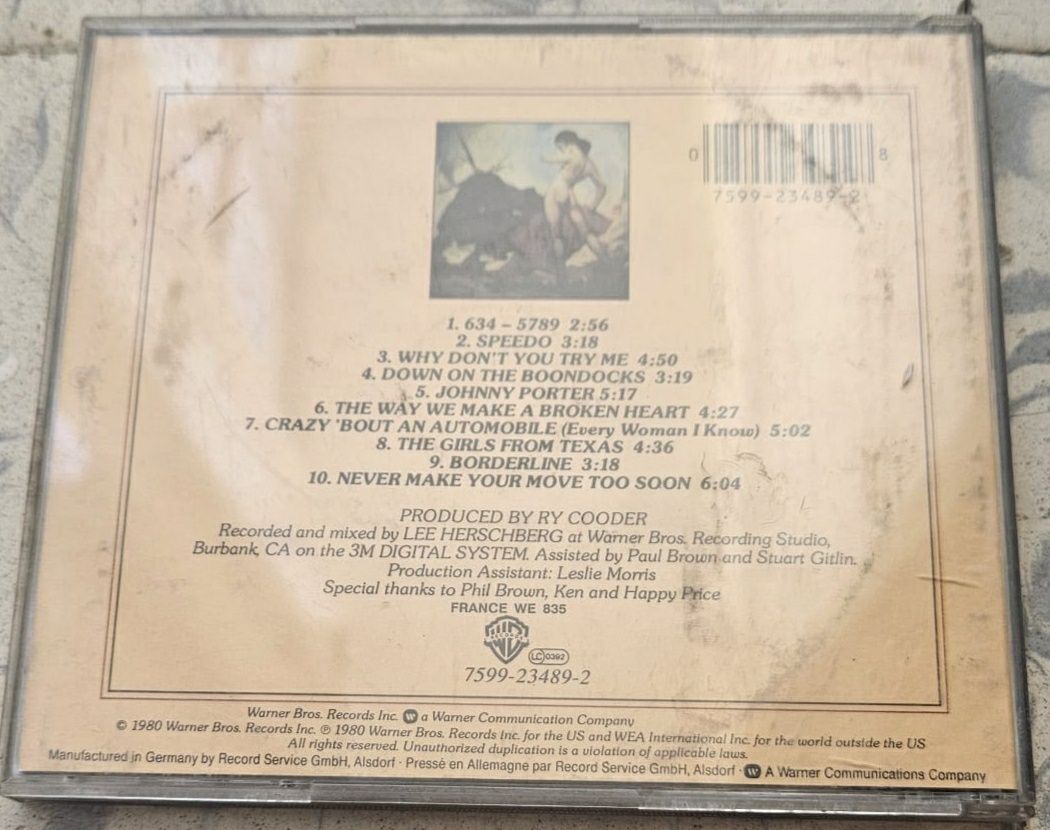 0 8
7599-23489-2
1. 634 – 5789 2:56
2. SPEEDO 3:18
3. WHY DON'T YOU TRY ME 4:50
4. DOWN ON THE BOONDOCKS 3:19
5. JOHNNY PORTER 5:17
6. THE WAY WE MAKE A BROKEN HEART 4:27
7. CRAZY 'BOUT AN AUTOMOBILE (Every Woman I Know) 5:02
8. THE GIRLS FROM TEXAS 4:36
9. BORDERLINE 3:18
10. NEVER MAKE YOUR MOVE TOO SOON 6:04
PRODUCED BY RY COODER
Recorded and mixed by LEE HERSCHBERG at Warner Bros. Recording Studio,
Burbank, CA on the 3M DIGITAL SYSTEM. Assisted by Paul Brown and Stuart Gitlin.
Production Assistant: Leslie Morris
Special thanks to Phil Brown, Ken and Happy Price
FRANCE WE 835
WB RECORDS
LC 0392
7599-23489-2
Warner Bros. Records Inc. W a Warner Communication Company
© 1980 Warner Bros. Records Inc. ℗ 1980 Warner Bros. Records Inc. for the US and WEA International Inc. for the world outside the US
All rights reserved. Unauthorized duplication is a violation of applicable laws.
Manufactured in Germany by Record Service GmbH, Alsdorf · Pressé en Allemagne par Record Service GmbH, Alsdorf · W A Warner Communications Company